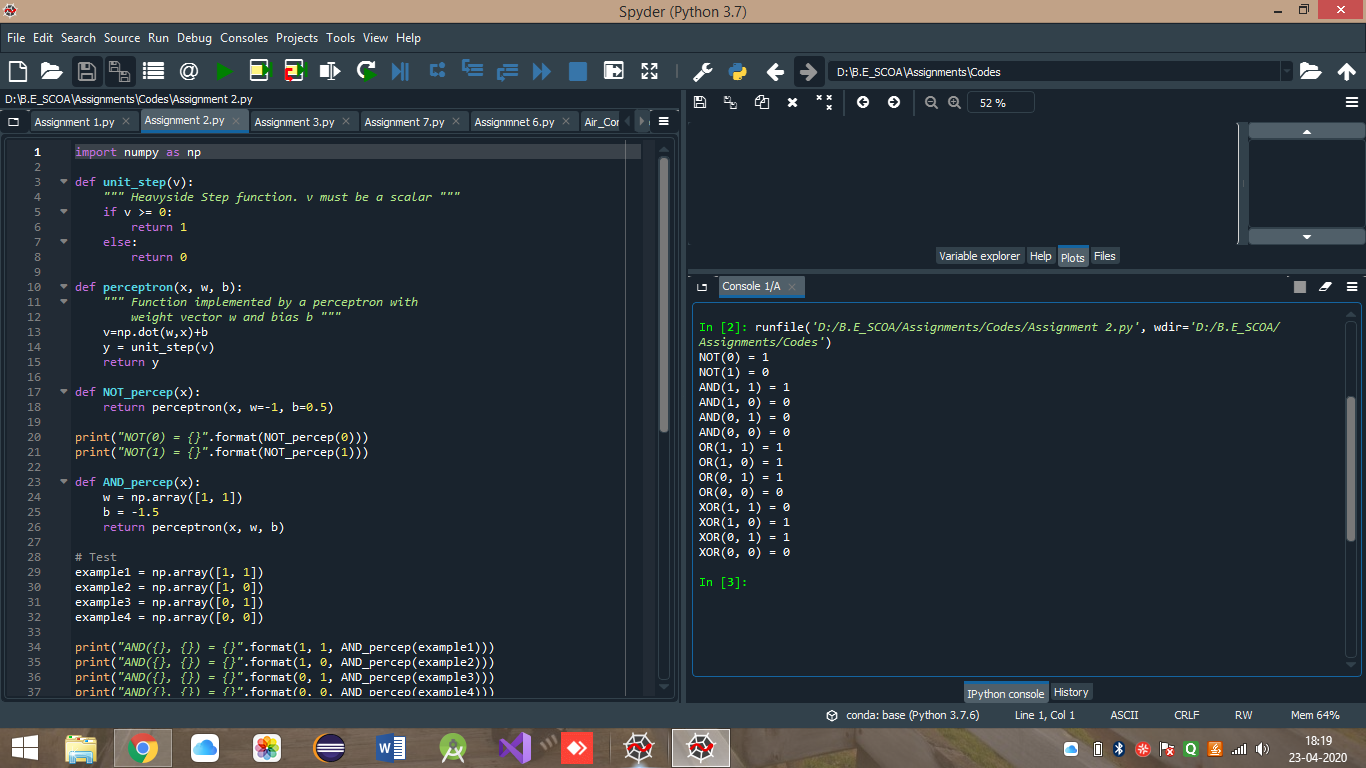 Spyder (Python 3.7)
File Edit Search Source Run Debug Consoles Projects Tools View Help
D:\B.E_SCOA\Assignments\Codes
D:\B.E_SCOA\Assignments\Codes\Assignment 2.py
Assignment 1.py Assignment 2.py Assignment 3.py Assignment 7.py Assignmnet 6.py Air_Cor
1 import numpy as np
2
3 def unit_step(v):
4 """ Heavyside Step function. v must be a scalar """
5 if v >= 0:
6 return 1
7 else:
8 return 0
9
10 def perceptron(x, w, b):
11 """ Function implemented by a perceptron with
12 weight vector w and bias b """
13 v=np.dot(w,x)+b
14 y = unit_step(v)
15 return y
16
17 def NOT_percep(x):
18 return perceptron(x, w=-1, b=0.5)
19
20 print("NOT(0) = {}".format(NOT_percep(0)))
21 print("NOT(1) = {}".format(NOT_percep(1)))
22
23 def AND_percep(x):
24 w = np.array([1, 1])
25 b = -1.5
26 return perceptron(x, w, b)
27
28 # Test
29 example1 = np.array([1, 1])
30 example2 = np.array([1, 0])
31 example3 = np.array([0, 1])
32 example4 = np.array([0, 0])
33
34 print("AND({}, {}) = {}".format(1, 1, AND_percep(example1)))
35 print("AND({}, {}) = {}".format(1, 0, AND_percep(example2)))
36 print("AND({}, {}) = {}".format(0, 1, AND_percep(example3)))
37 print("AND({}, {}) = {}".format(0, 0, AND_percep(example4)))
52 %
Variable explorer Help Plots Files
Console 1/A
In [2]: runfile('D:/B.E_SCOA/Assignments/Codes/Assignment 2.py', wdir='D:/B.E_SCOA/
Assignments/Codes')
NOT(0) = 1
NOT(1) = 0
AND(1, 1) = 1
AND(1, 0) = 0
AND(0, 1) = 0
AND(0, 0) = 0
OR(1, 1) = 1
OR(1, 0) = 1
OR(0, 1) = 1
OR(0, 0) = 0
XOR(1, 1) = 0
XOR(1, 0) = 1
XOR(0, 1) = 1
XOR(0, 0) = 0
In [3]:
IPython console History
conda: base (Python 3.7.6) Line 1, Col 1 ASCII CRLF RW Mem 64%
18:19
23-04-2020